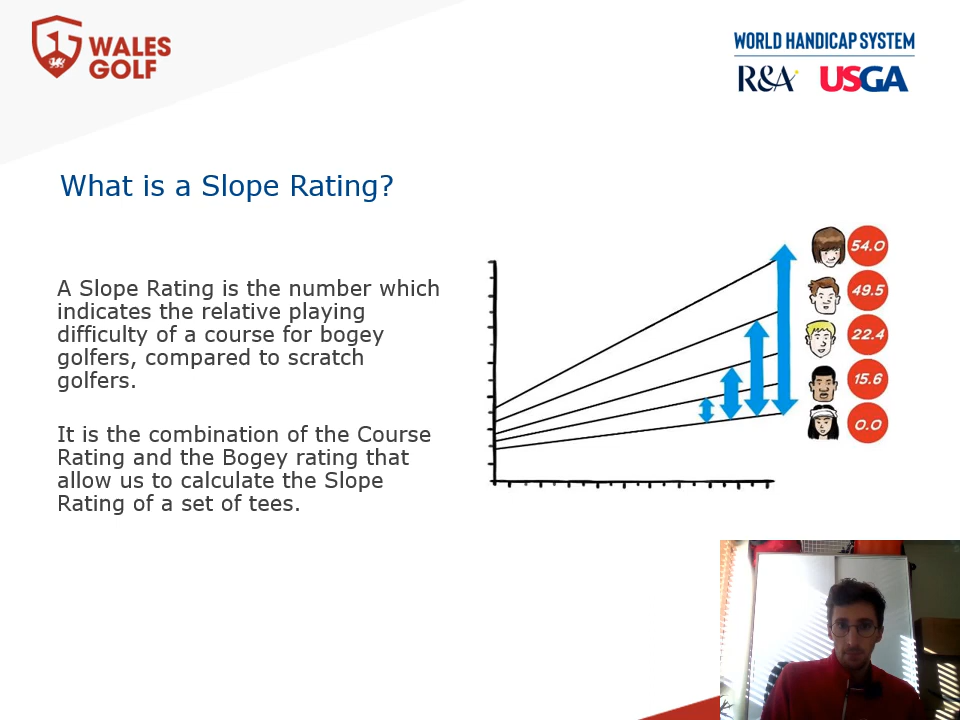 WALES
GOLF
WORLD HANDICAP SYSTEM
R&A USGA
What is a Slope Rating?
A Slope Rating is the number which
indicates the relative playing
difficulty of a course for bogey
golfers, compared to scratch
golfers.
It is the combination of the Course
Rating and the Bogey rating that
allow us to calculate the Slope
Rating of a set of tees.
54.0
49.5
22.4
15.6
0.0